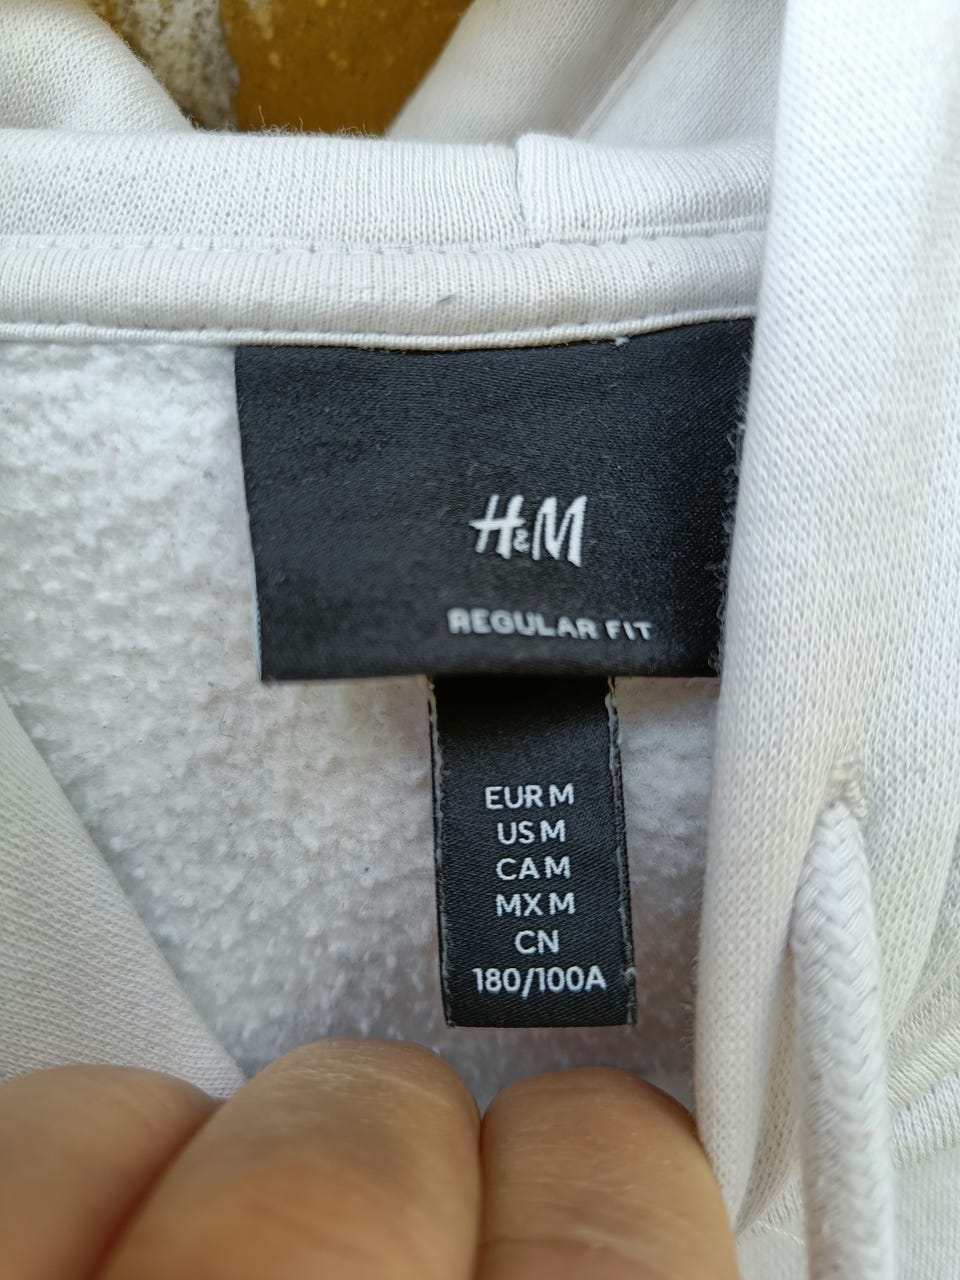 H&M
REGULAR FIT
EUR M
US M
CA M
MX M
CN
180/100A